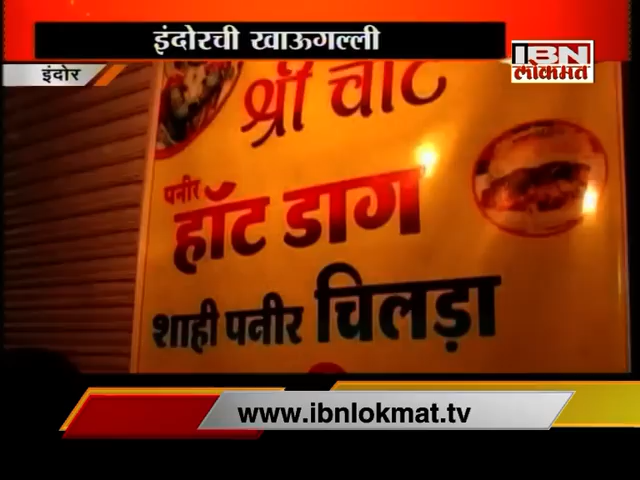 इंदोरची खाऊगल्ली
IBN
लोकमत
इंदोर
श्री चाट
पनीर
हॉट डाग
शाही पनीर चिलड़ा
www.ibnlokmat.tv